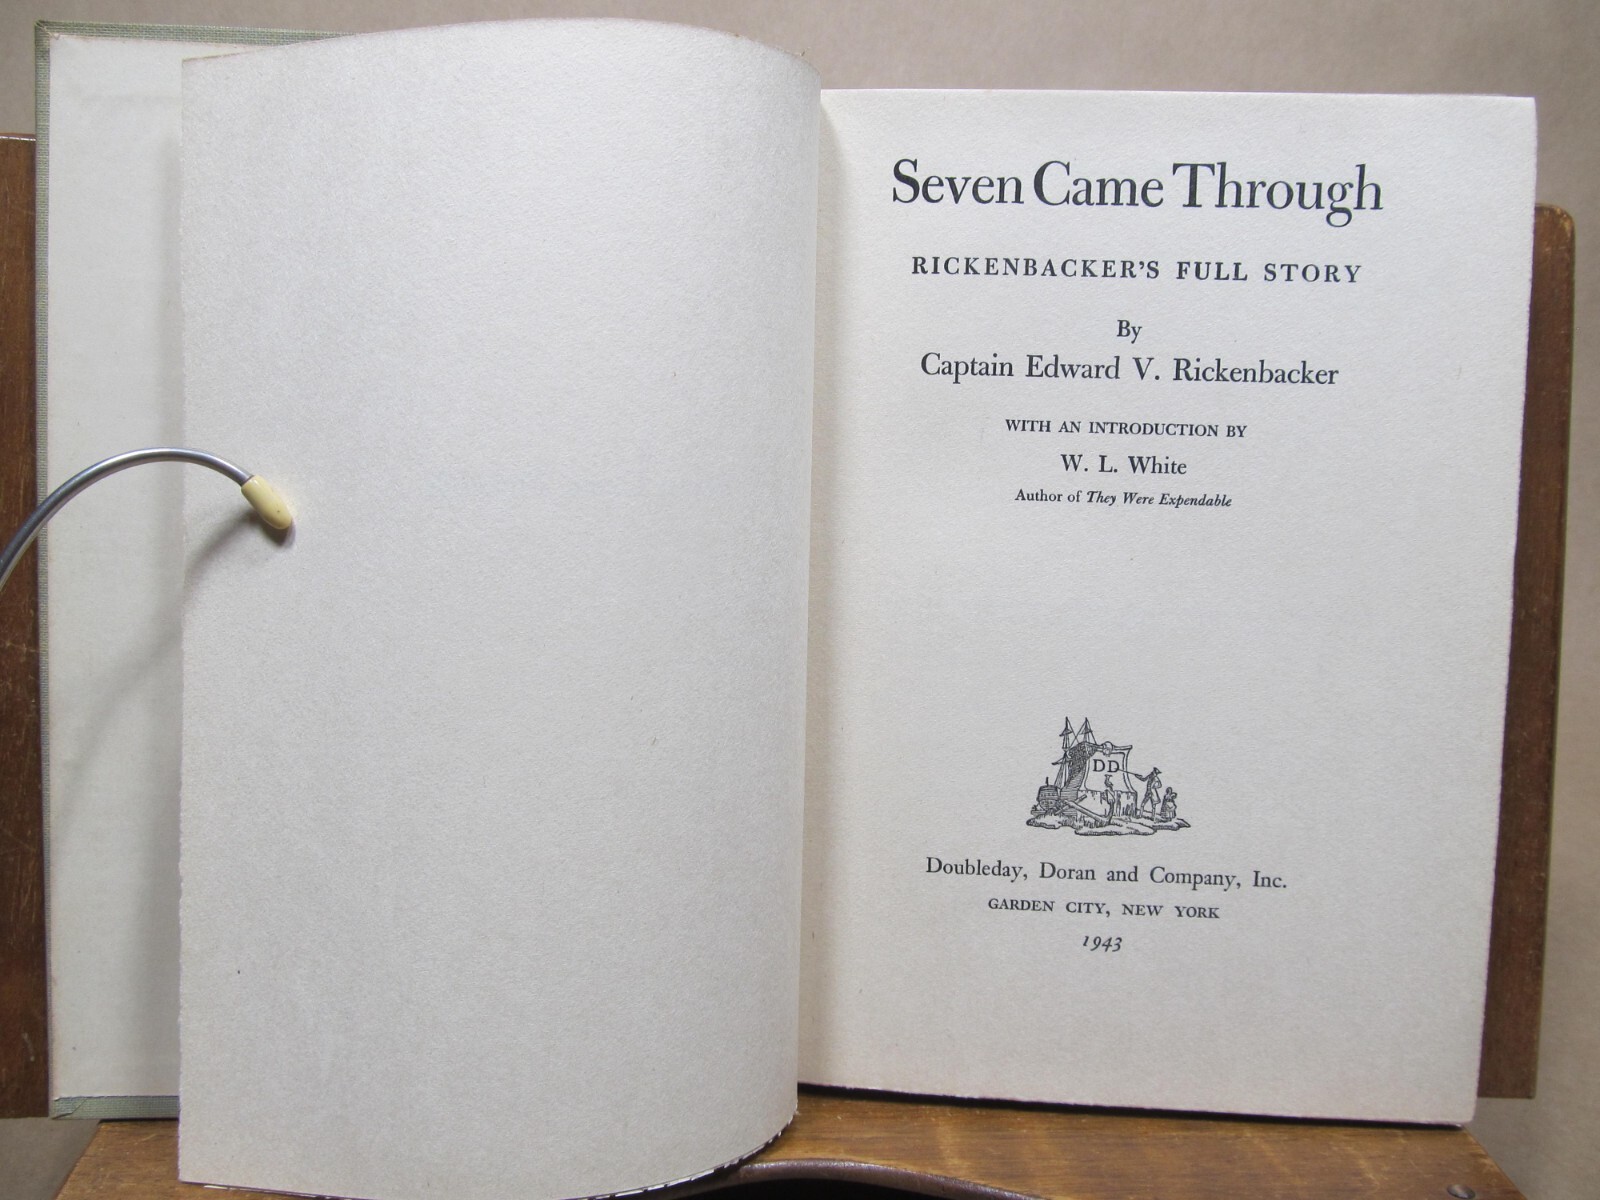 Seven Came Through
RICKENBACKER'S FULL STORY
By
Captain Edward V. Rickenbacker
WITH AN INTRODUCTION BY
W. L. White
Author of They Were Expendable
DD
Doubleday, Doran and Company, Inc.
GARDEN CITY, NEW YORK
1943